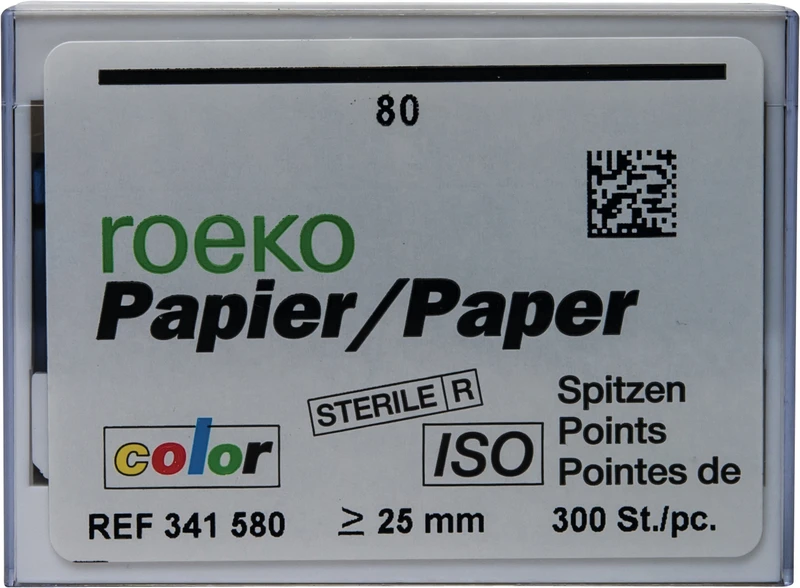 80
roeko
Papier/Paper
STERILE R
Spitzen
Points
Pointes de
color
ISO
REF 341 580
≥ 25 mm
300 St./pc.